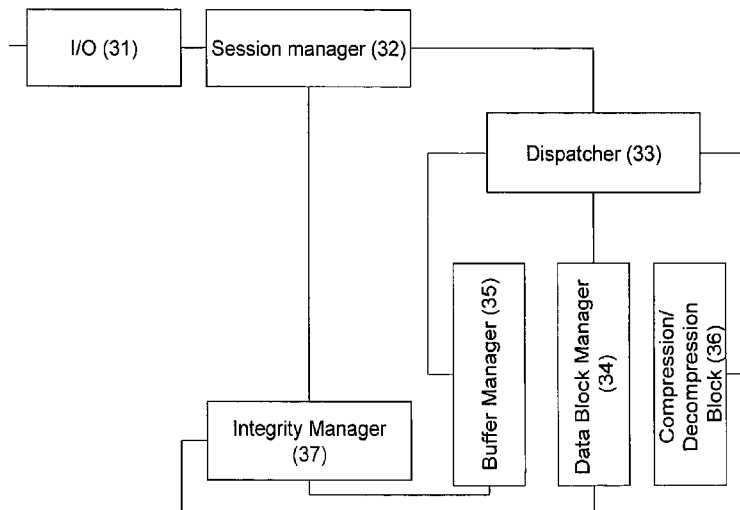 I/O (31)
Session manager (32)
Dispatcher (33)
Buffer Manager (35)
Data Block Manager
(34)
Compression/
Decompression
Block (36)
Integrity Manager
(37)